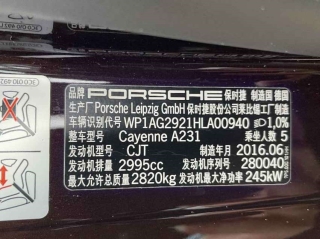 品牌 PORSCHE 保时捷 制造国 德国
生产厂 Porsche Leipzig GmbH 保时捷股份公司莱比锡工厂制造
车辆识别代号 WP1AG2921HLA00940 1,0%
整车型号 Cayenne A231 乘坐人数 5
发动机型号 CJT 制造年月 2016.06
发动机排量 2995cc 发动机序列号 280040
最大允许总质量 2820kg 发动机最大净功率 245kW